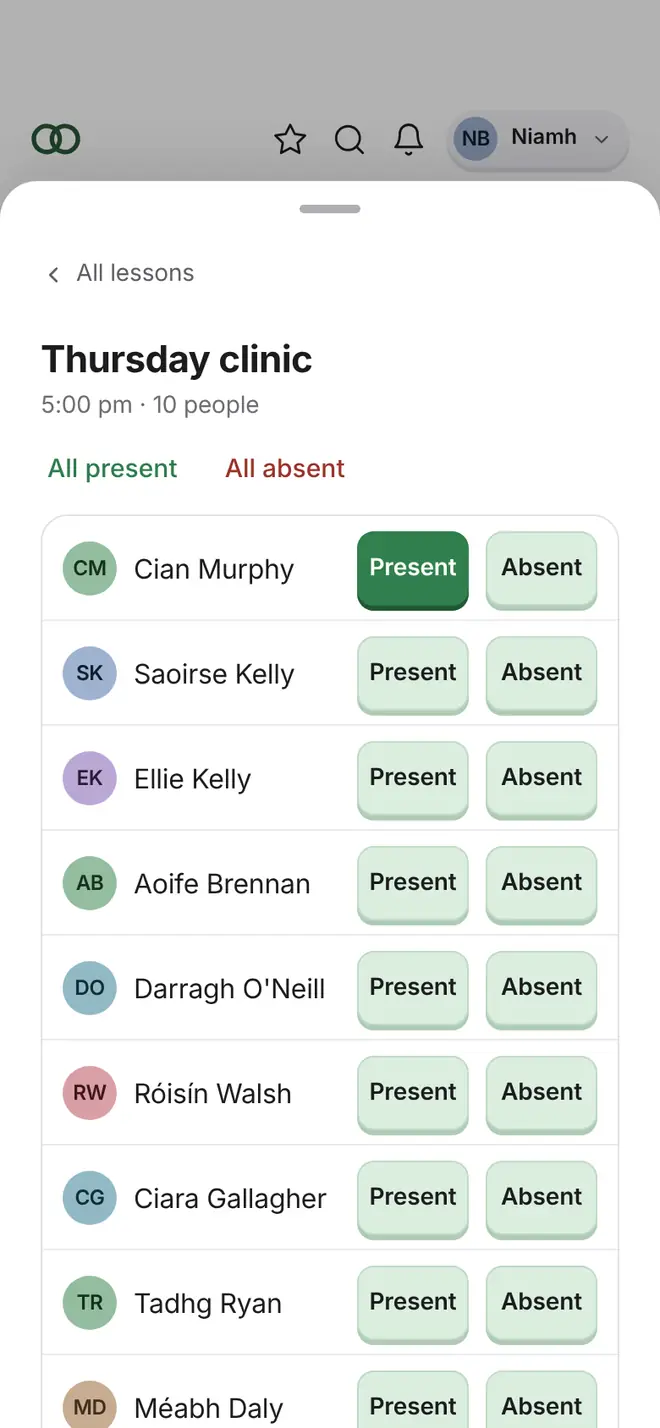 NB Niamh
All lessons
Thursday clinic
5:00 pm · 10 people
All present All absent
CM Cian Murphy Present Absent
SK Saoirse Kelly Present Absent
EK Ellie Kelly Present Absent
AB Aoife Brennan Present Absent
DO Darragh O'Neill Present Absent
RW Róisín Walsh Present Absent
CG Ciara Gallagher Present Absent
TR Tadhg Ryan Present Absent
MD Méabh Daly Present Absent